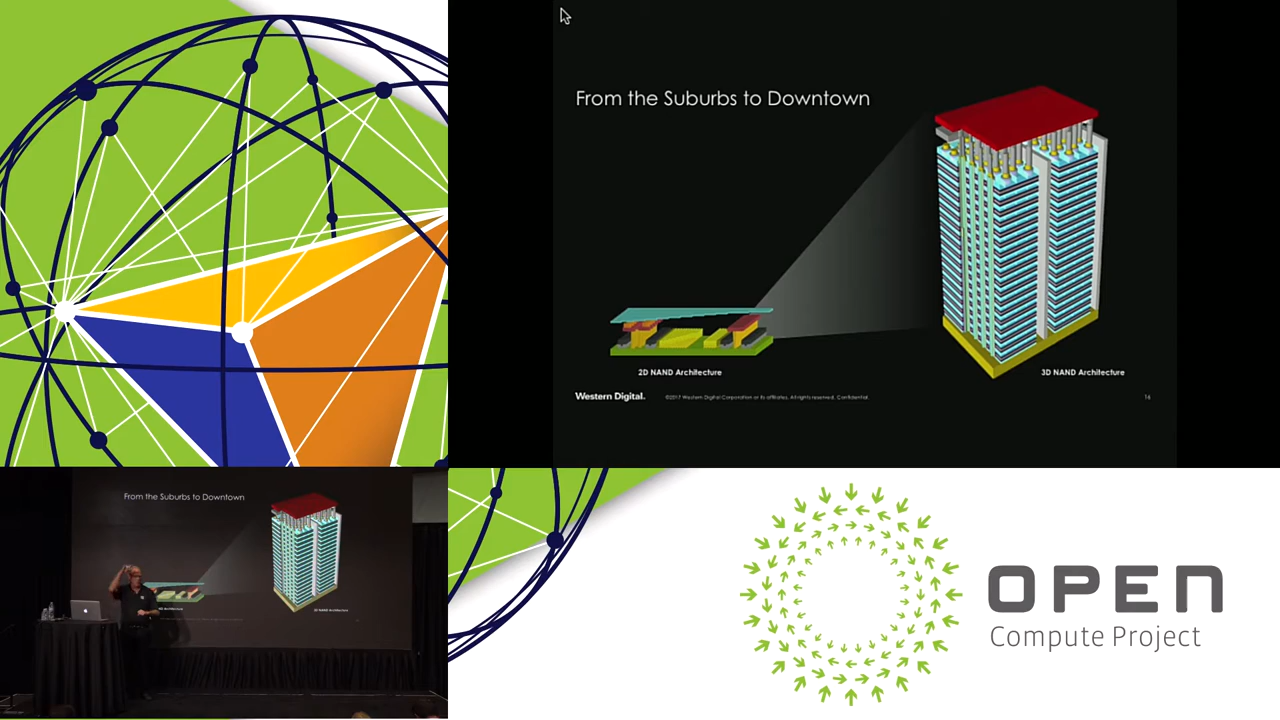 From the Suburbs to Downtown
2D NAND Architecture
3D NAND Architecture
Western Digital.
©2017 Western Digital Corporation or its affiliates. All rights reserved. Confidential.
16
From the Suburbs to Downtown
3D NAND Architecture
OPEN
Compute Project